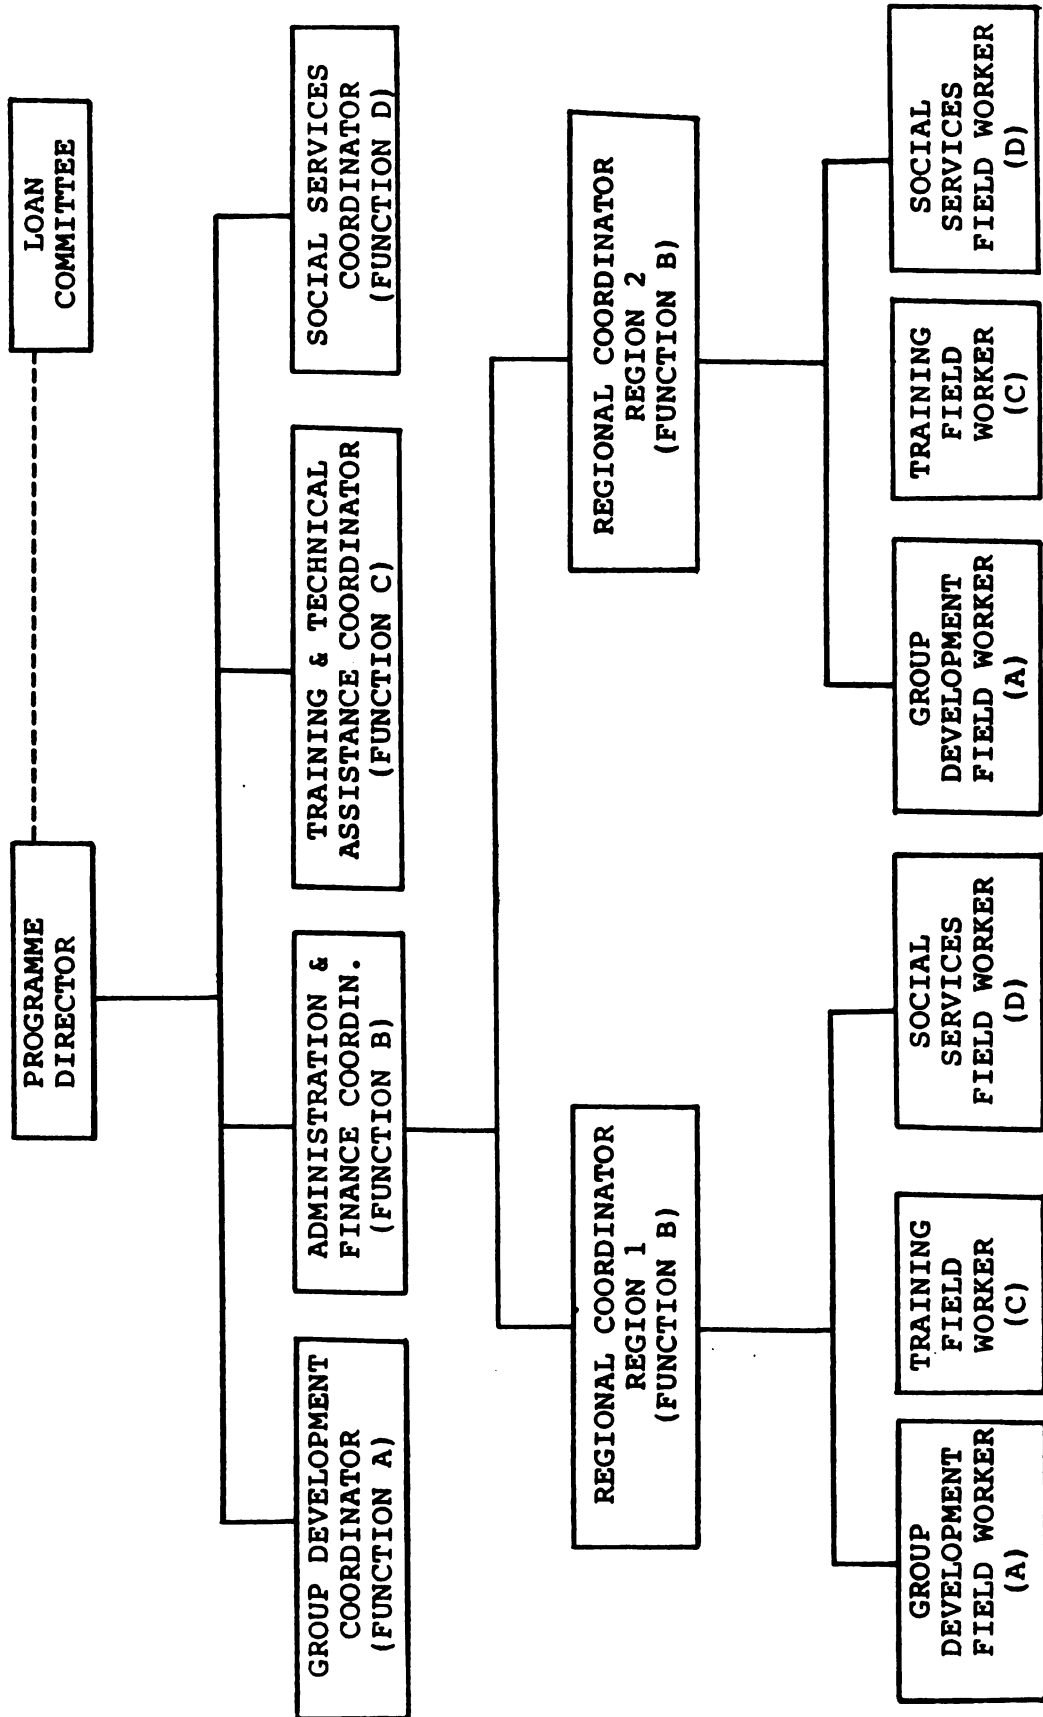 PROGRAMME
DIRECTOR
LOAN
COMMITTEE
GROUP DEVELOPMENT
COORDINATOR
(FUNCTION A)
ADMINISTRATION &
FINANCE COORDIN.
(FUNCTION B)
TRAINING & TECHNICAL
ASSISTANCE COORDINATOR
(FUNCTION C)
SOCIAL SERVICES
COORDINATOR
(FUNCTION D)
REGIONAL COORDINATOR
REGION 1
(FUNCTION B)
REGIONAL COORDINATOR
REGION 2
(FUNCTION B)
GROUP
DEVELOPMENT
FIELD WORKER
(A)
TRAINING
FIELD
WORKER
(C)
SOCIAL
SERVICES
FIELD WORKER
(D)
GROUP
DEVELOPMENT
FIELD WORKER
(A)
TRAINING
FIELD
WORKER
(C)
SOCIAL
SERVICES
FIELD WORKER
(D)